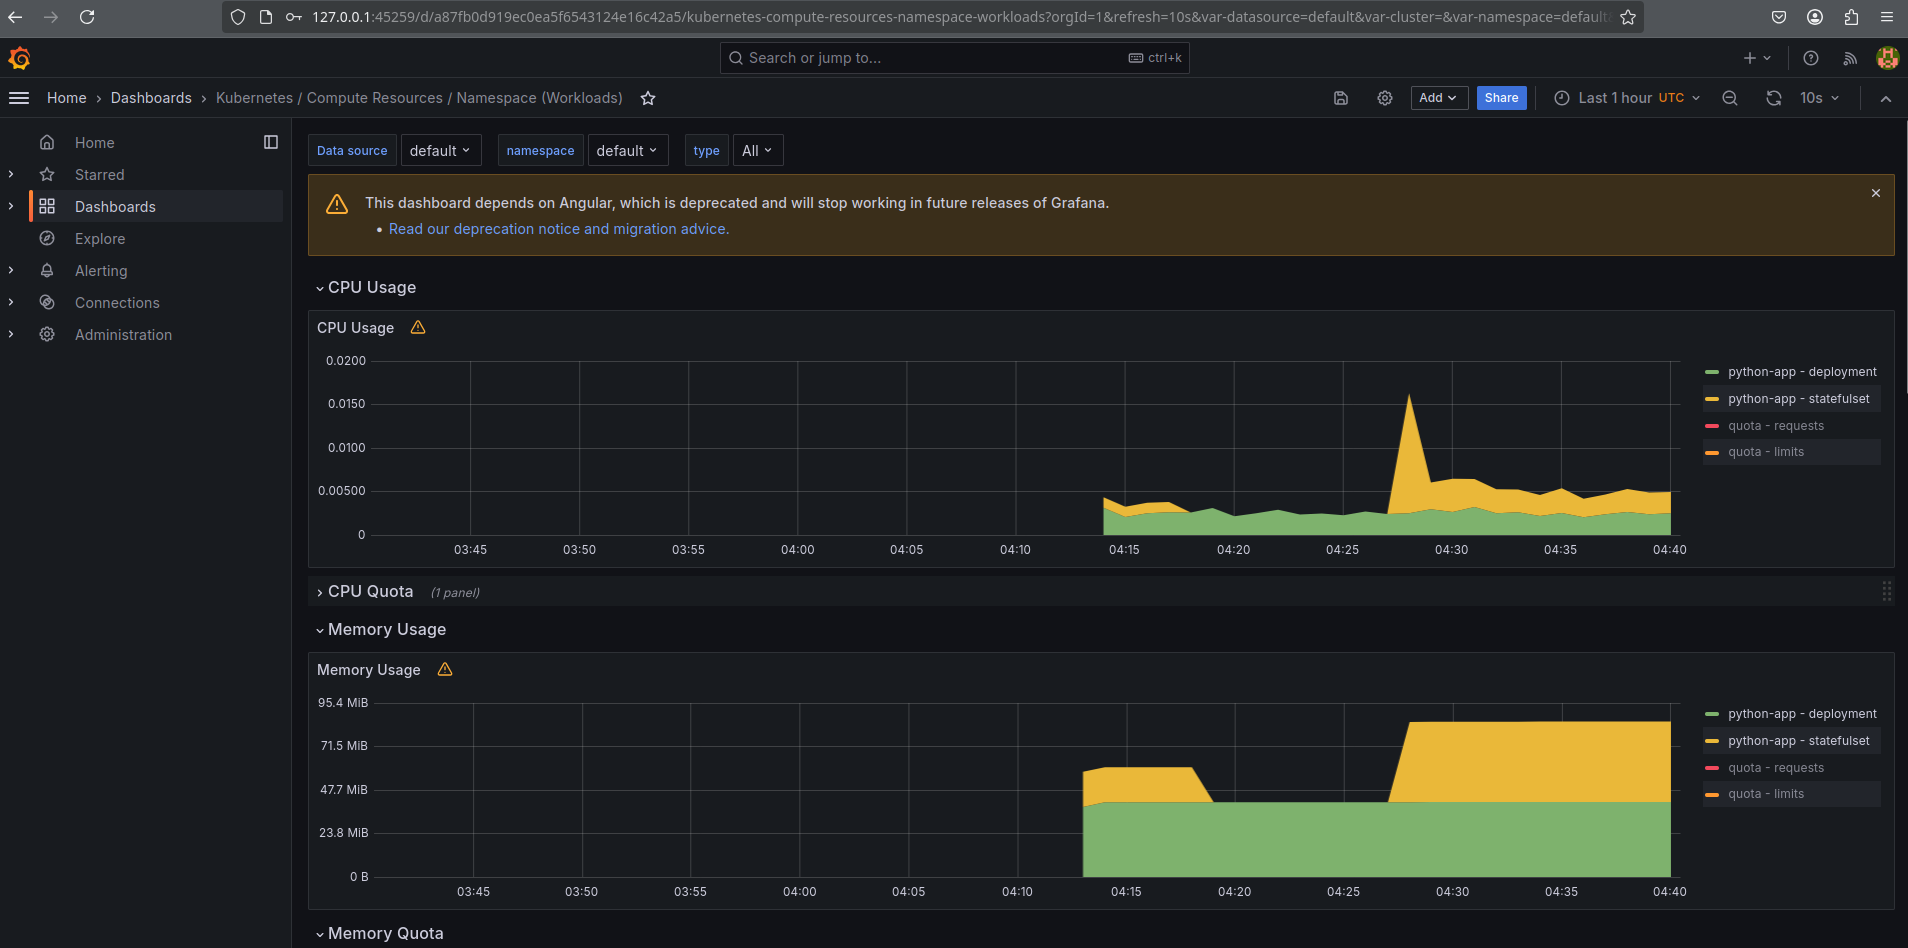 127.0.0.1:45259/d/a87fb0d919ec0ea5f6543124e16c42a5/kubernetes-compute-resources-namespace-workloads?orgId=1&refresh=10s&var-datasource=default&var-cluster=&var-namespace=default
Search or jump to... ctrl+k
Home › Dashboards › Kubernetes / Compute Resources / Namespace (Workloads) Add Share Last 1 hour UTC 10s
Home
Starred
Dashboards
Explore
Alerting
Connections
Administration
Data source default namespace default type All
This dashboard depends on Angular, which is deprecated and will stop working in future releases of Grafana.
• Read our deprecation notice and migration advice.
CPU Usage
CPU Usage
0.0200
0.0150
0.0100
0.00500
0
03:45 03:50 03:55 04:00 04:05 04:10 04:15 04:20 04:25 04:30 04:35 04:40
python-app - deployment
python-app - statefulset
quota - requests
quota - limits
CPU Quota (1 panel)
Memory Usage
Memory Usage
95.4 MiB
71.5 MiB
47.7 MiB
23.8 MiB
0 B
03:45 03:50 03:55 04:00 04:05 04:10 04:15 04:20 04:25 04:30 04:35 04:40
python-app - deployment
python-app - statefulset
quota - requests
quota - limits
Memory Quota